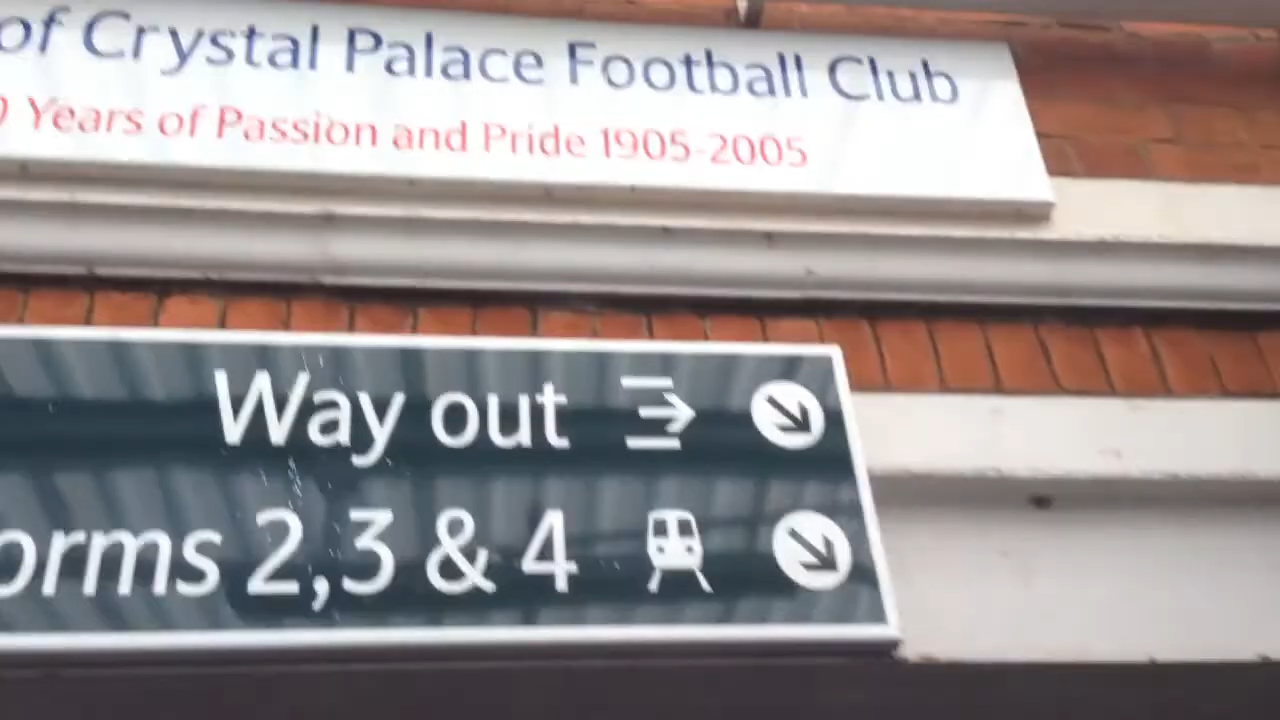 of Crystal Palace Football Club
Years of Passion and Pride 1905-2005
Way out
orms 2,3 & 4